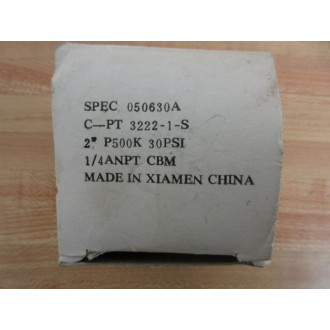 SPEC 050630A
C—PT 3222-1-S
2" P500K 30PSI
1/4ANPT CBM
MADE IN XIAMEN CHINA